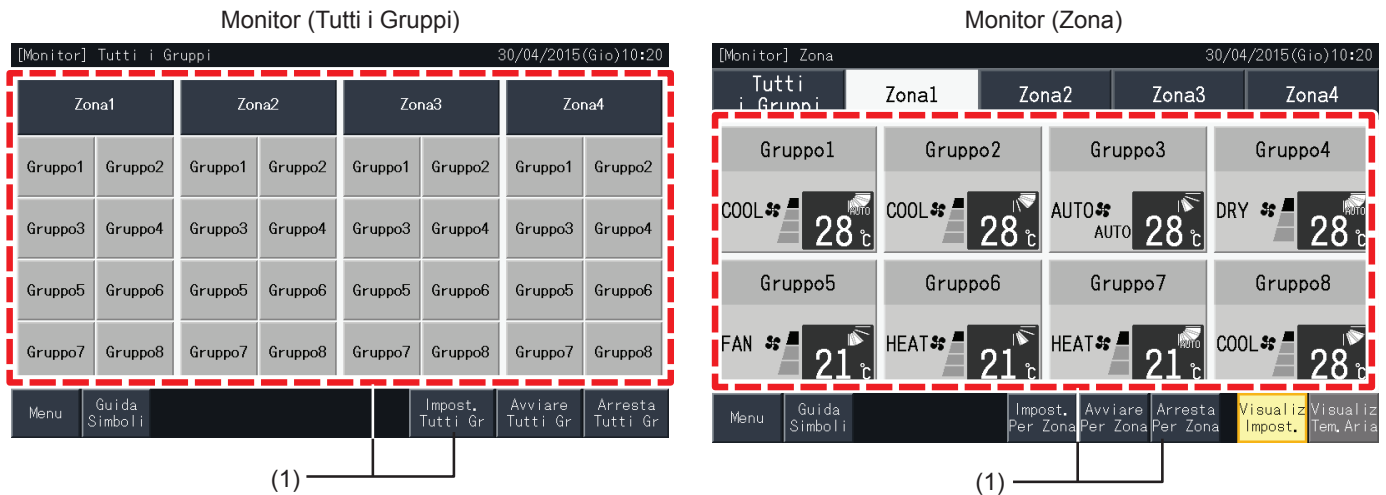 Monitor (Tutti i Gruppi)
[Monitor] Tutti i Gruppi 30/04/2015(Gio)10:20
Zona1 Zona2 Zona3 Zona4
Gruppo1 Gruppo2 Gruppo1 Gruppo2 Gruppo1 Gruppo2 Gruppo1 Gruppo2
Gruppo3 Gruppo4 Gruppo3 Gruppo4 Gruppo3 Gruppo4 Gruppo3 Gruppo4
Gruppo5 Gruppo6 Gruppo5 Gruppo6 Gruppo5 Gruppo6 Gruppo5 Gruppo6
Gruppo7 Gruppo8 Gruppo7 Gruppo8 Gruppo7 Gruppo8 Gruppo7 Gruppo8
Menu Guida Simboli Impost. Tutti Gr Avviare Tutti Gr Arresta Tutti Gr
(1)
Monitor (Zona)
[Monitor] Zona 30/04/2015(Gio)10:20
Tutti i Gruppi Zona1 Zona2 Zona3 Zona4
Gruppo1 Gruppo2 Gruppo3 Gruppo4
COOL AUTO 28 ℃ COOL 28 ℃ AUTO AUTO 28 ℃ DRY AUTO 28 ℃
Gruppo5 Gruppo6 Gruppo7 Gruppo8
FAN 21 ℃ HEAT 21 ℃ HEAT AUTO 21 ℃ COOL 28 ℃
Menu Guida Simboli Impost. Per Zona Avviare Per Zona Arresta Per Zona Visualiz Impost. Visualiz Tem.Aria
(1)